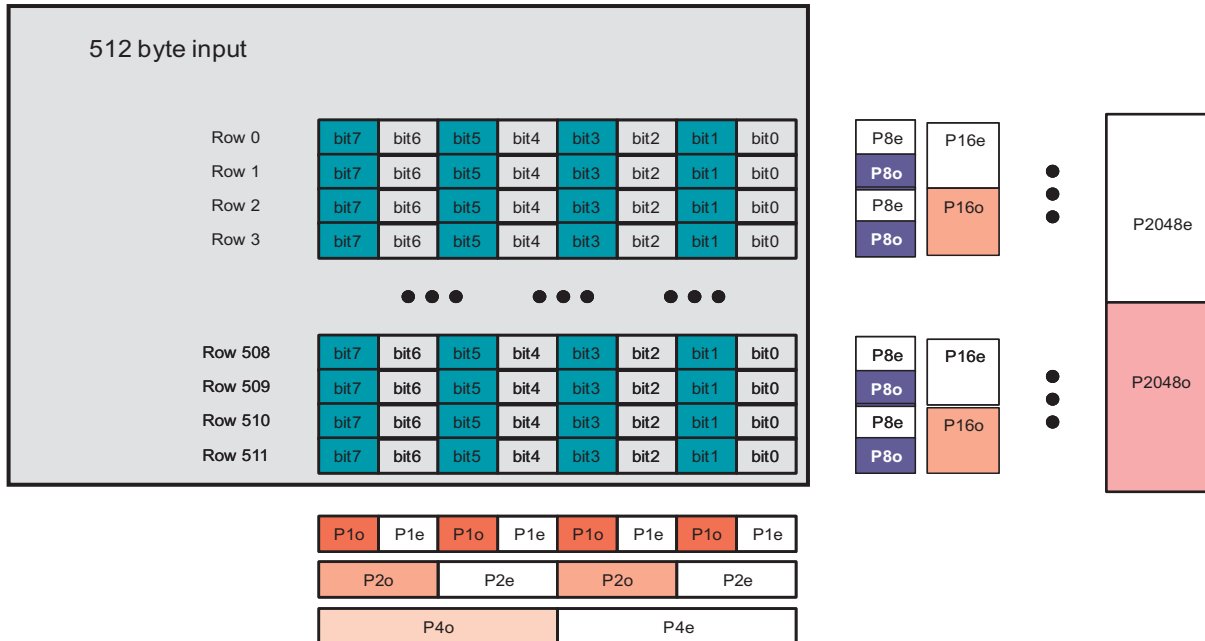 512 byte input
Row 0 bit7 bit6 bit5 bit4 bit3 bit2 bit1 bit0 P8e P16e
Row 1 bit7 bit6 bit5 bit4 bit3 bit2 bit1 bit0 P8o
Row 2 bit7 bit6 bit5 bit4 bit3 bit2 bit1 bit0 P8e P16o
P2048e
Row 3 bit7 bit6 bit5 bit4 bit3 bit2 bit1 bit0 P8o
Row 508 bit7 bit6 bit5 bit4 bit3 bit2 bit1 bit0 P8e P16e
Row 509 bit7 bit6 bit5 bit4 bit3 bit2 bit1 bit0 P8o
P2048o
Row 510 bit7 bit6 bit5 bit4 bit3 bit2 bit1 bit0 P8e P16o
Row 511 bit7 bit6 bit5 bit4 bit3 bit2 bit1 bit0 P8o
P1o P1e P1o P1e P1o P1e P1o P1e
P2o P2e P2o P2e
P4o P4e